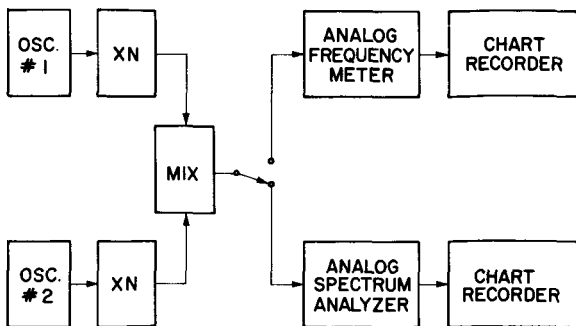 OSC.
# 1
XN
ANALOG
FREQUENCY
METER
CHART
RECORDER
MIX
OSC.
# 2
XN
ANALOG
SPECTRUM
ANALYZER
CHART
RECORDER